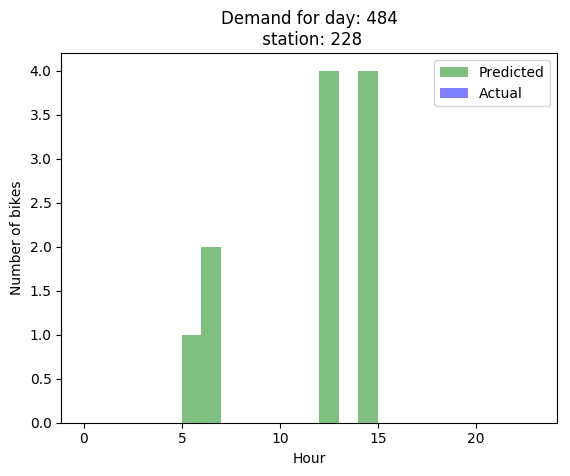 Demand for day: 484
station: 228
Predicted
Actual
Number of bikes
4.0
3.5
3.0
2.5
2.0
1.5
1.0
0.5
0.0
0 5 10 15 20
Hour